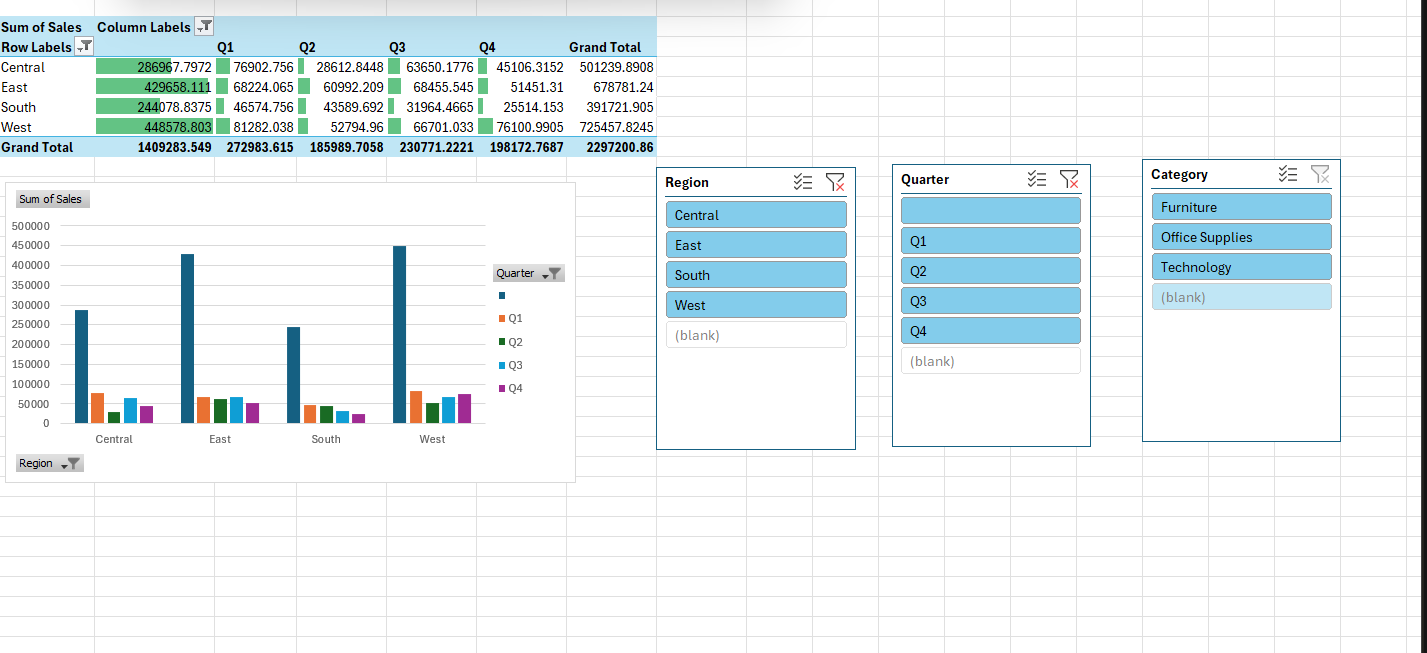 Sum of Sales Column Labels
Row Labels Q1 Q2 Q3 Q4 Grand Total
Central 286967.7972 76902.756 28612.8448 63650.1776 45106.3152 501239.8908
East 429658.111 68224.065 60992.209 68455.545 51451.31 678781.24
South 244078.8375 46574.756 43589.692 31964.4665 25514.153 391721.905
West 448578.803 81282.038 52794.96 66701.033 76100.9905 725457.8245
Grand Total 1409283.549 272983.615 185989.7058 230771.2221 198172.7687 2297200.86
Sum of Sales
500000
450000
400000
350000
300000
250000
200000
150000
100000
50000
0
Central East South West
Quarter
Q1
Q2
Q3
Q4
Region
Region
Central
East
South
West
(blank)
Quarter
Q1
Q2
Q3
Q4
(blank)
Category
Furniture
Office Supplies
Technology
(blank)